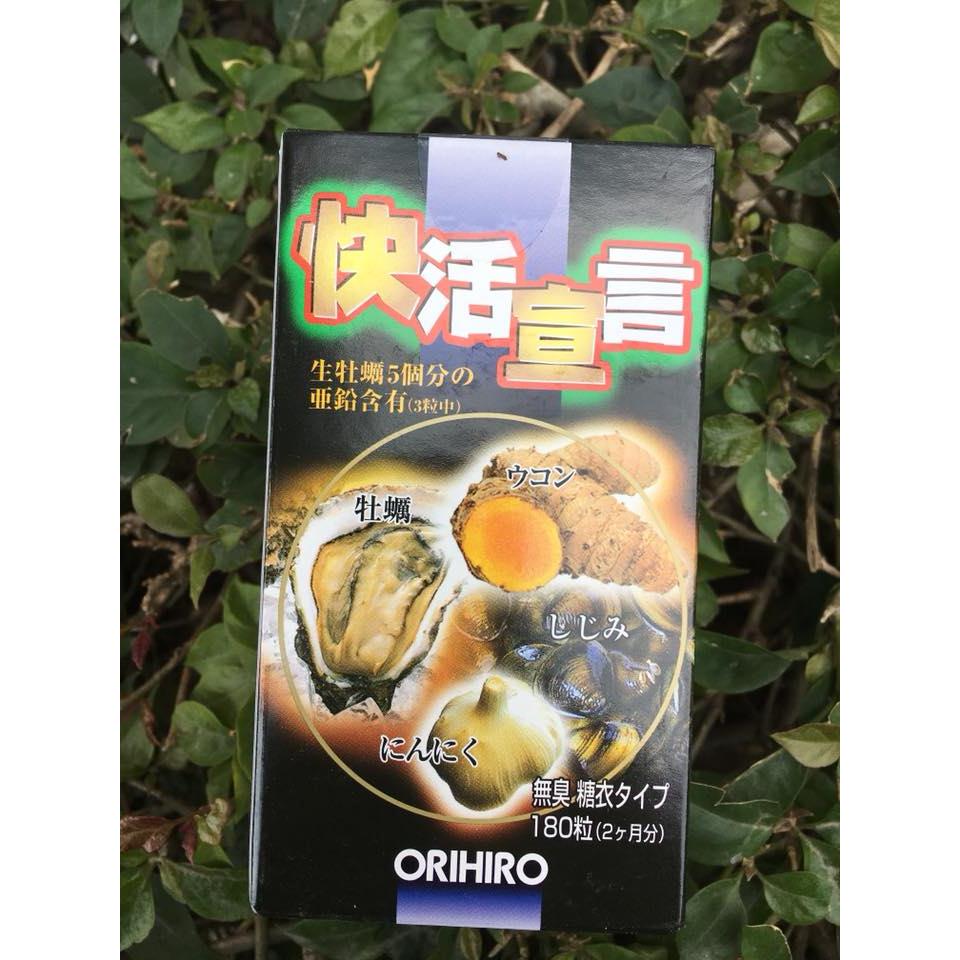 快活宣言
生牡蠣5個分の
亜鉛含有(3粒中)
ウコン
牡蠣
しじみ
にんにく
無臭 糖衣タイプ
180粒(2ヶ月分)
ORIHIRO